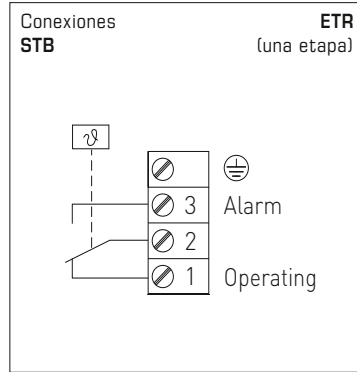 Conexiones ETR
STB (una etapa)
ϑ
3 Alarm
2
1 Operating